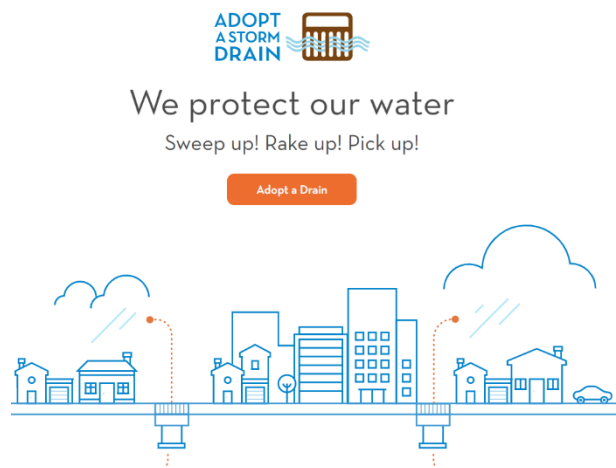 ADOPT
A STORM
DRAIN
We protect our water
Sweep up! Rake up! Pick up!
Adopt a Drain